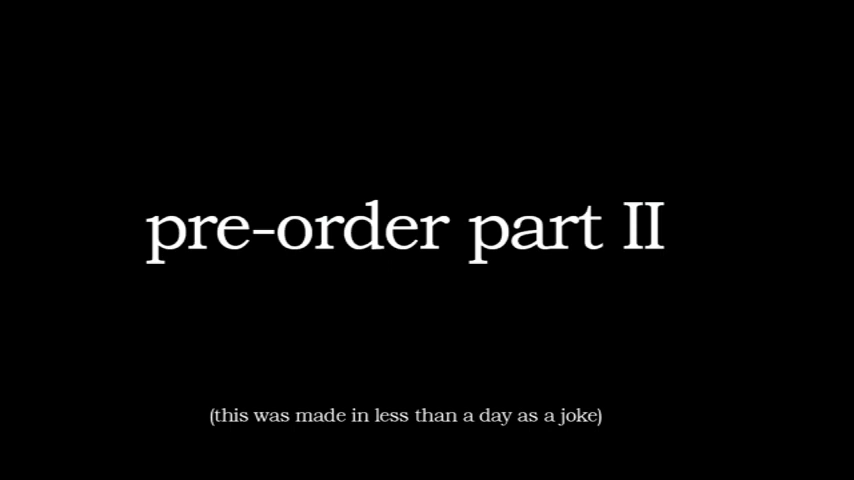 pre-order part II
(this was made in less than a day as a joke)